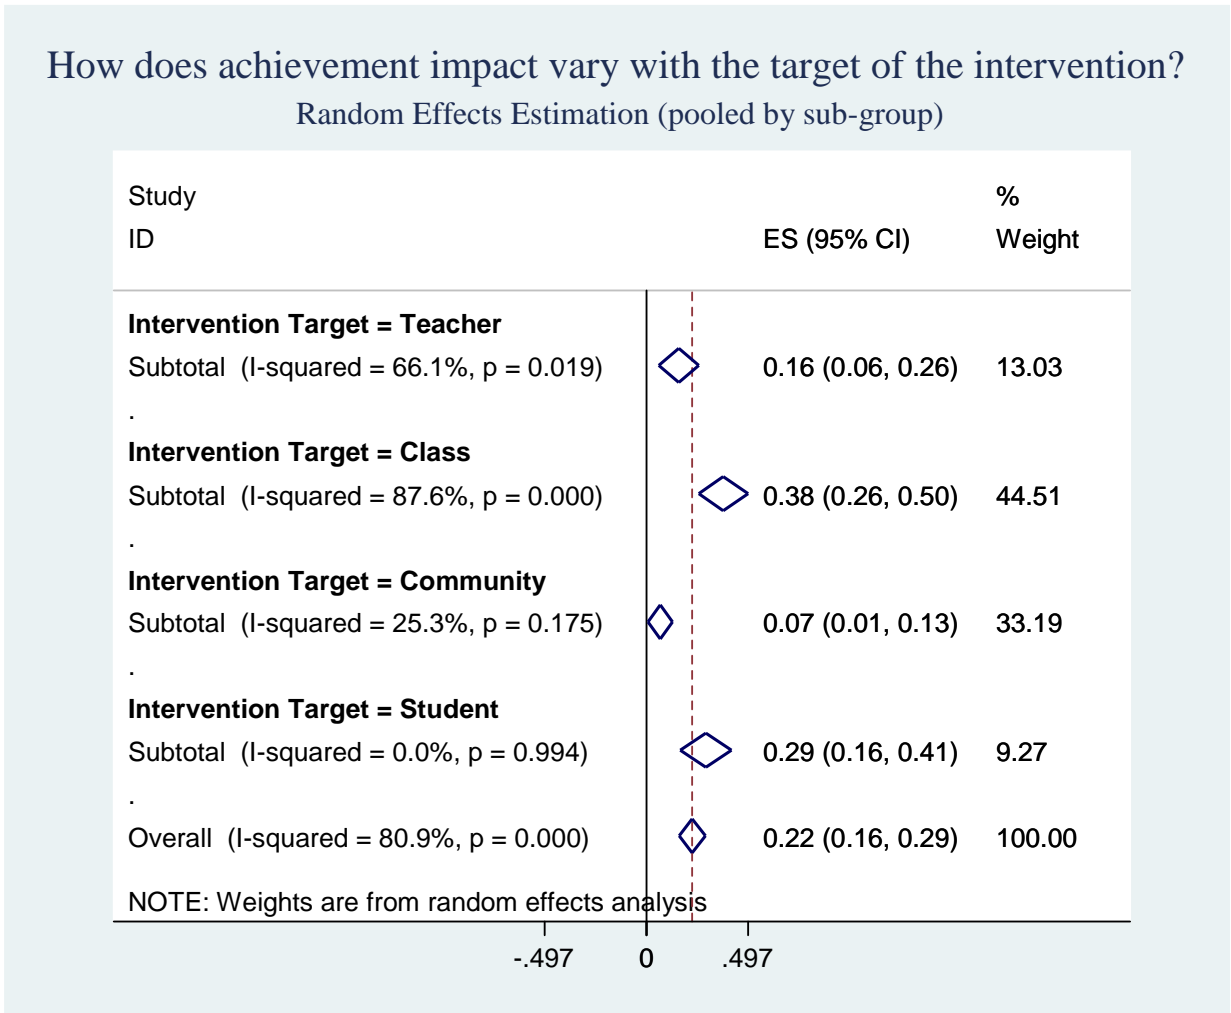 How does achievement impact vary with the target of the intervention?
Random Effects Estimation (pooled by sub-group)
Study %
ID ES (95% CI) Weight
Intervention Target = Teacher
Subtotal (I-squared = 66.1%, p = 0.019) 0.16 (0.06, 0.26) 13.03
.
Intervention Target = Class
Subtotal (I-squared = 87.6%, p = 0.000) 0.38 (0.26, 0.50) 44.51
.
Intervention Target = Community
Subtotal (I-squared = 25.3%, p = 0.175) 0.07 (0.01, 0.13) 33.19
.
Intervention Target = Student
Subtotal (I-squared = 0.0%, p = 0.994) 0.29 (0.16, 0.41) 9.27
.
Overall (I-squared = 80.9%, p = 0.000) 0.22 (0.16, 0.29) 100.00
NOTE: Weights are from random effects analysis
-.497 0 .497